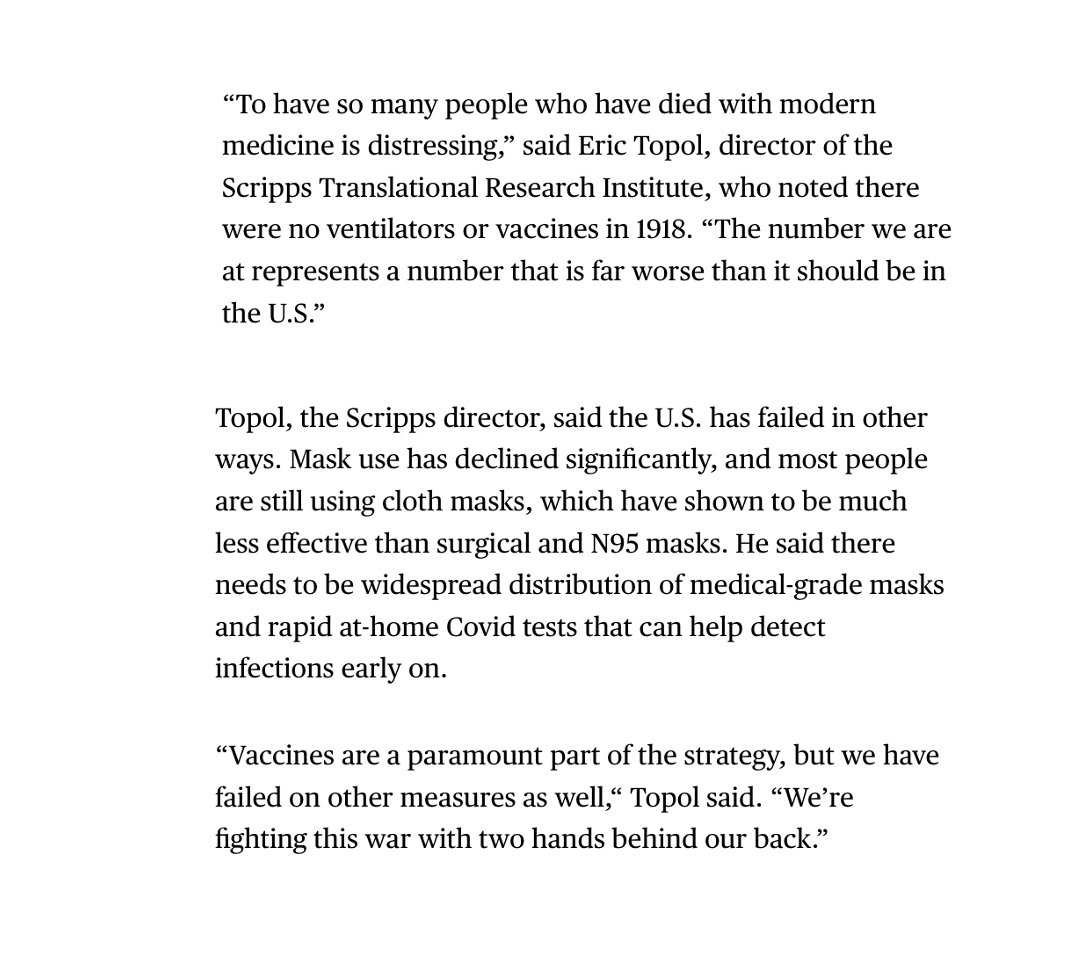 “To have so many people who have died with modern
medicine is distressing,” said Eric Topol, director of the
Scripps Translational Research Institute, who noted there
were no ventilators or vaccines in 1918. “The number we are
at represents a number that is far worse than it should be in
the U.S.”
Topol, the Scripps director, said the U.S. has failed in other
ways. Mask use has declined significantly, and most people
are still using cloth masks, which have shown to be much
less effective than surgical and N95 masks. He said there
needs to be widespread distribution of medical-grade masks
and rapid at-home Covid tests that can help detect
infections early on.
“Vaccines are a paramount part of the strategy, but we have
failed on other measures as well,“ Topol said. “We’re
fighting this war with two hands behind our back.”